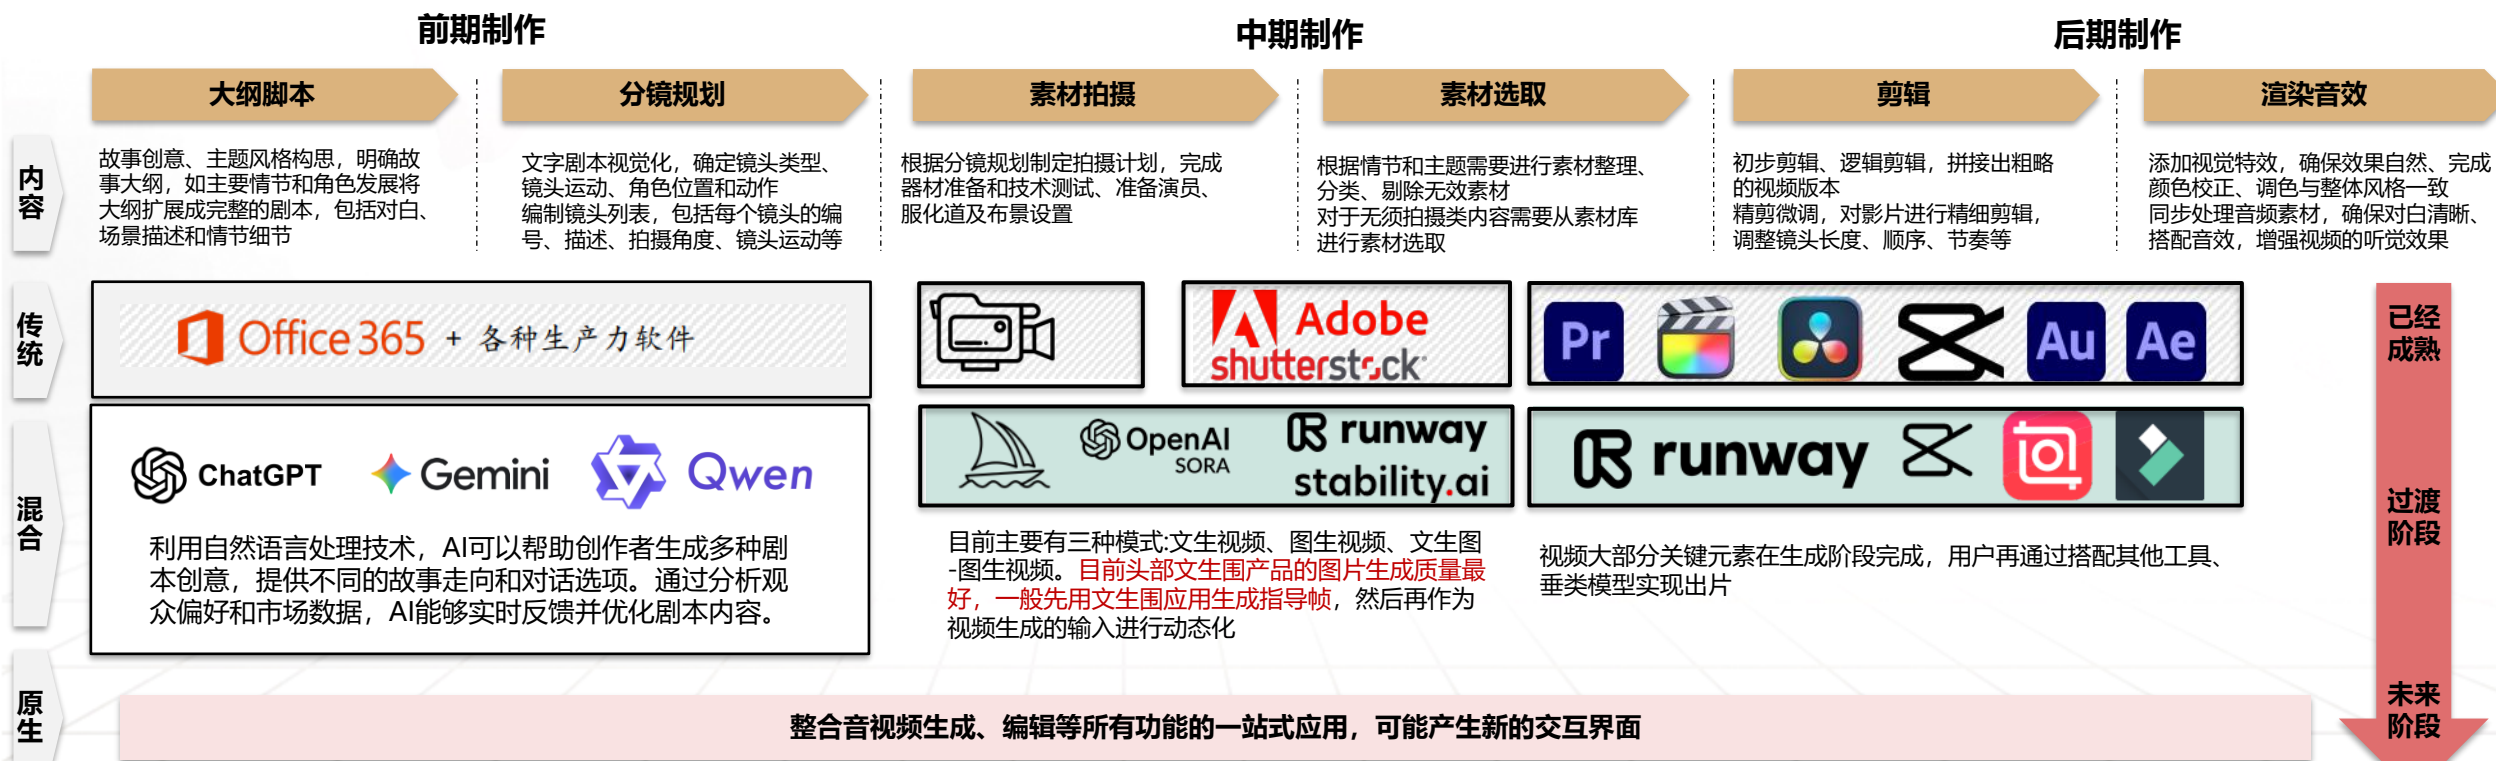 前期制作
中期制作
后期制作
大纲脚本
分镜规划
素材拍摄
素材选取
剪辑
渲染音效
内容
故事创意、主题风格构思，明确故
事大纲，如主要情节和角色发展将
大纲扩展成完整的剧本，包括对白、
场景描述和情节细节
文字剧本视觉化，确定镜头类型、
镜头运动、角色位置和动作
编制镜头列表，包括每个镜头的编
号、描述、拍摄角度、镜头运动等
根据分镜规划制定拍摄计划，完成
器材准备和技术测试、准备演员、
服化道及布景设置
根据情节和主题需要进行素材整理、
分类、剔除无效素材
对于无须拍摄类内容需要从素材库
进行素材选取
初步剪辑、逻辑剪辑，拼接出粗略
的视频版本
精剪微调，对影片进行精细剪辑，
调整镜头长度、顺序、节奏等
添加视觉特效，确保效果自然、完成
颜色校正、调色与整体风格一致
同步处理音频素材，确保对白清晰、
搭配音效，增强视频的听觉效果
传统
Office 365 + 各种生产力软件
Adobe
shutterstock
Pr
Au
Ae
已经
成熟
混合
ChatGPT
Gemini
Qwen
利用自然语言处理技术，AI可以帮助创作者生成多种剧
本创意，提供不同的故事走向和对话选项。通过分析观
众偏好和市场数据，AI能够实时反馈并优化剧本内容。
OpenAI
SORA
runway
stability.ai
目前主要有三种模式:文生视频、图生视频、文生图
-图生视频。目前头部文生围产品的图片生成质量最
好，一般先用文生围应用生成指导帧，然后再作为
视频生成的输入进行动态化
runway
视频大部分关键元素在生成阶段完成，用户再通过搭配其他工具、
垂类模型实现出片
过渡
阶段
原生
整合音视频生成、编辑等所有功能的一站式应用，可能产生新的交互界面
未来
阶段